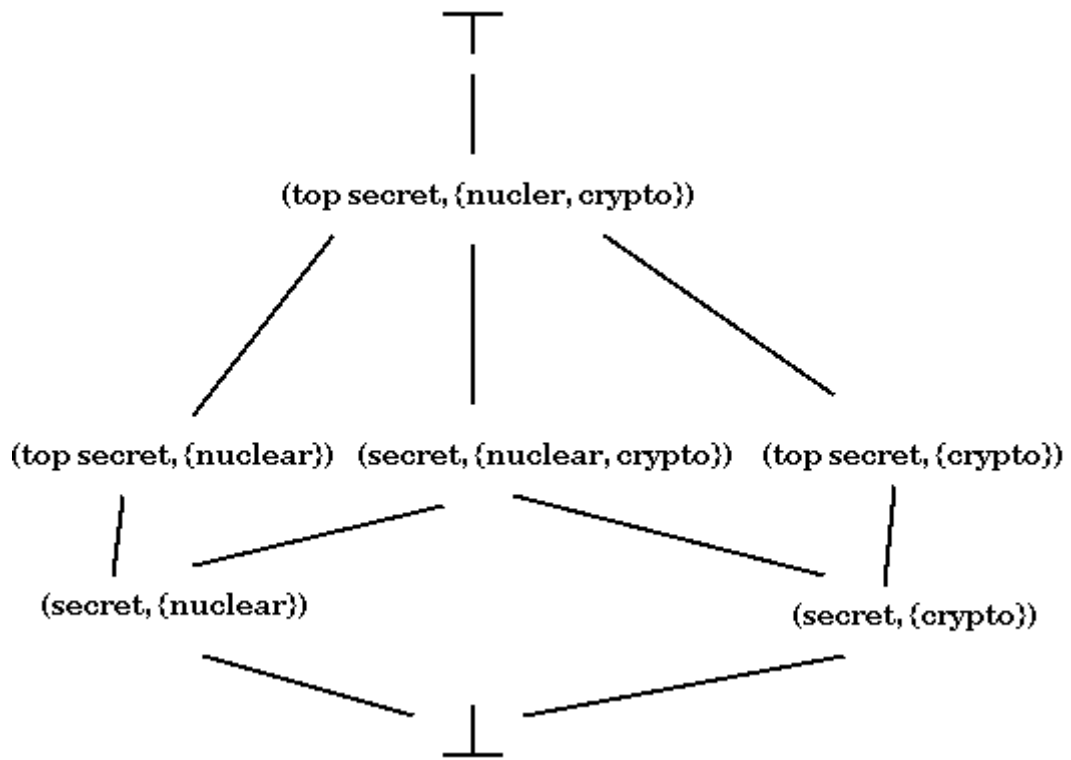 ⊤
(top secret, {nucler, crypto})
(top secret, {nuclear}) (secret, {nuclear, crypto}) (top secret, {crypto})
(secret, {nuclear})
(secret, {crypto})
⊥